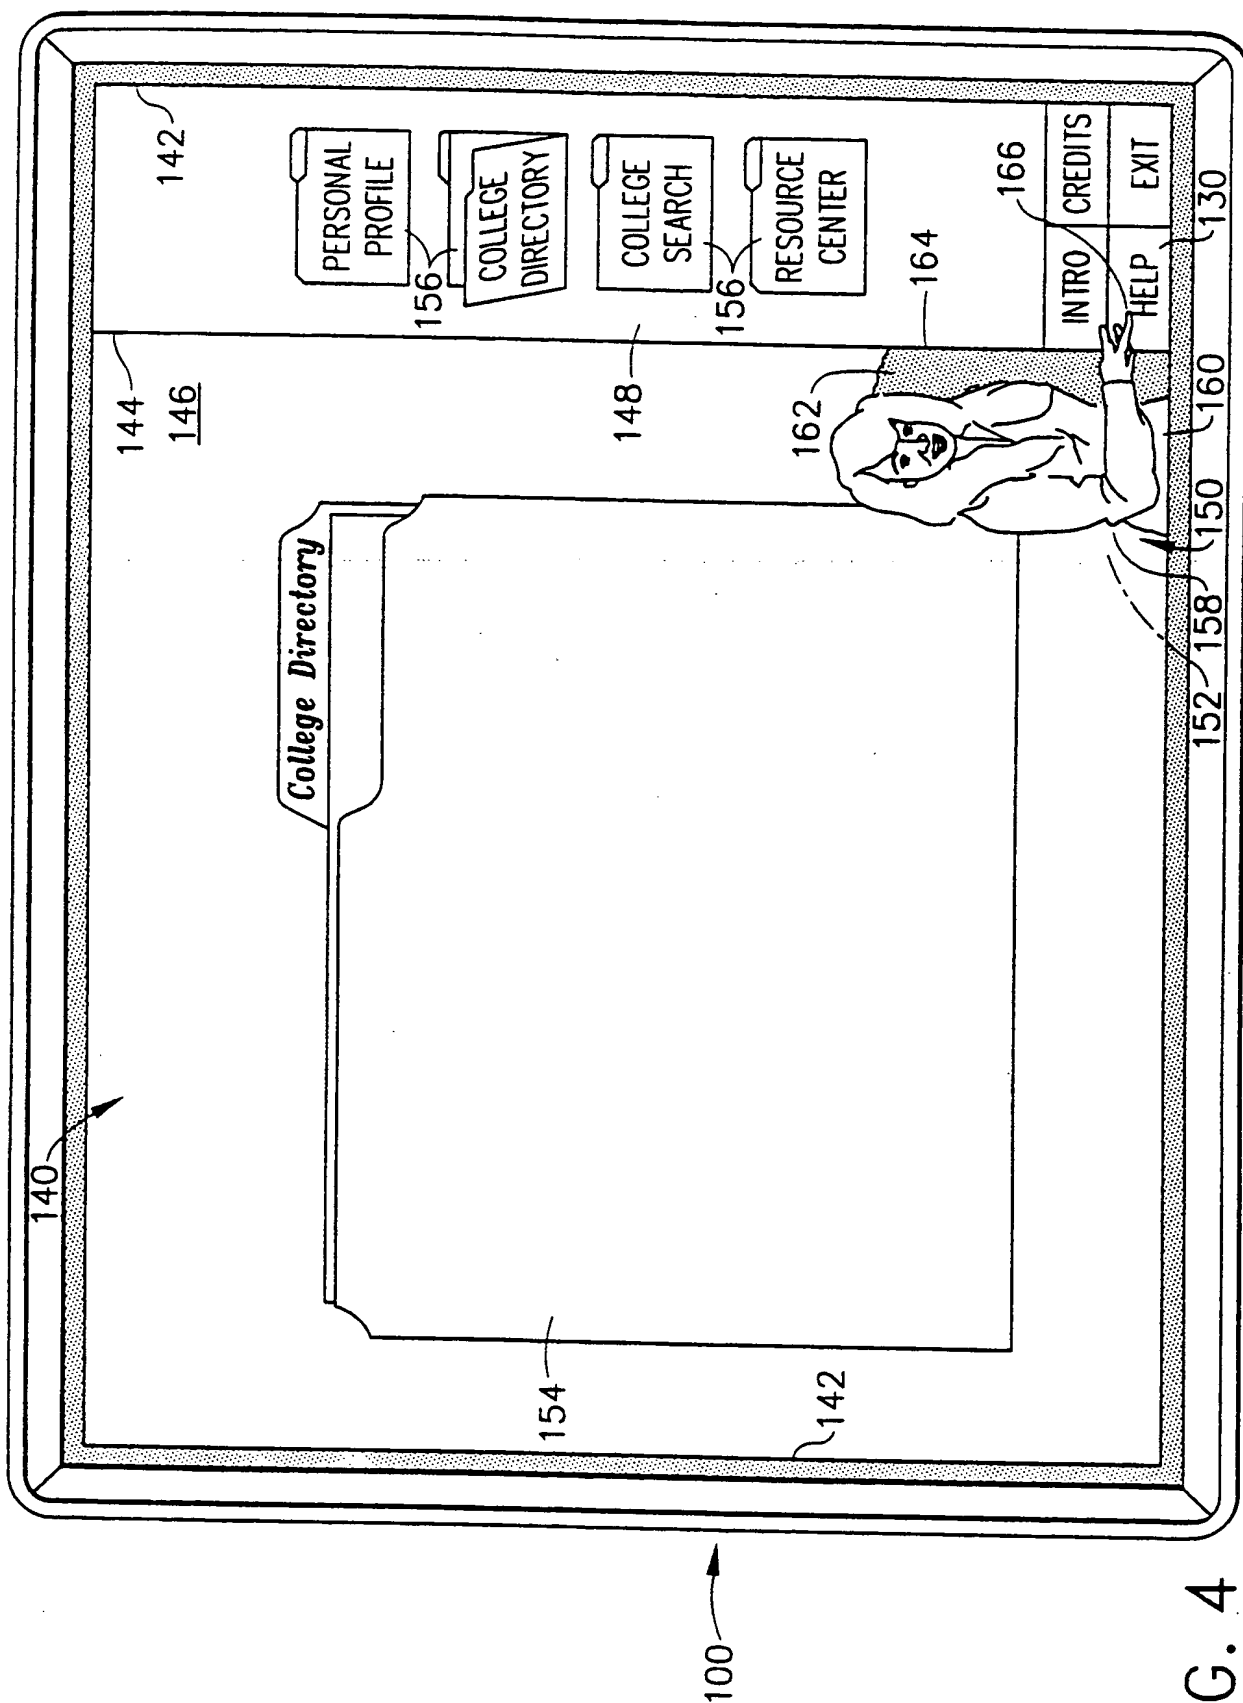 140
144
142
146
College Directory
PERSONAL
PROFILE
156
COLLEGE
DIRECTORY
154
148
COLLEGE
SEARCH
100
156
RESOURCE
CENTER
162
142
164
166
INTRO CREDITS
HELP EXIT
152 158 150 160 130
G. 4